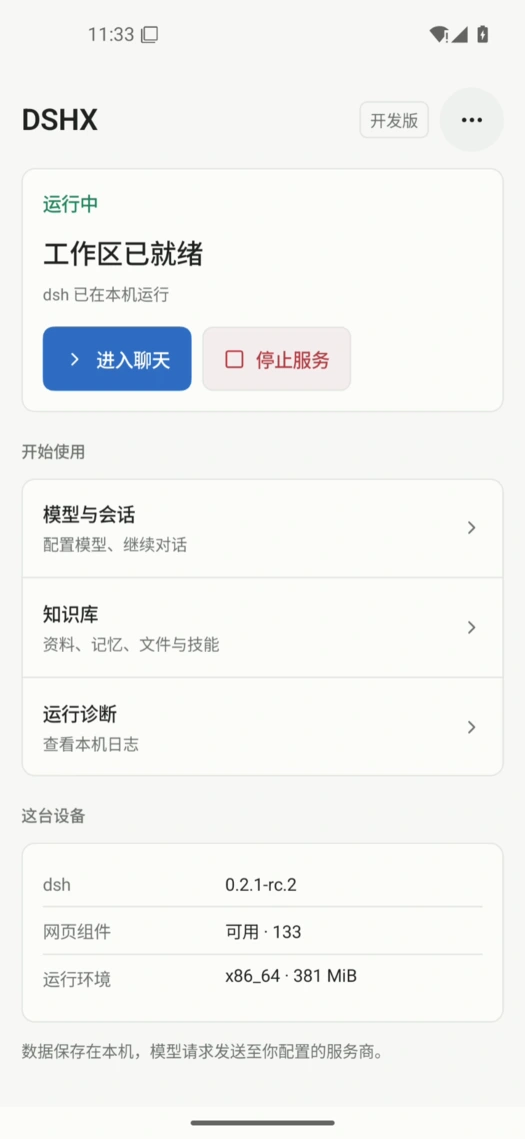 11:33
DSHX
开发版
运行中
工作区已就绪
dsh 已在本机运行
进入聊天
停止服务
开始使用
模型与会话
配置模型、继续对话
知识库
资料、记忆、文件与技能
运行诊断
查看本机日志
这台设备
dsh 0.2.1-rc.2
网页组件 可用 · 133
运行环境 x86_64 · 381 MiB
数据保存在本机，模型请求发送至你配置的服务商。